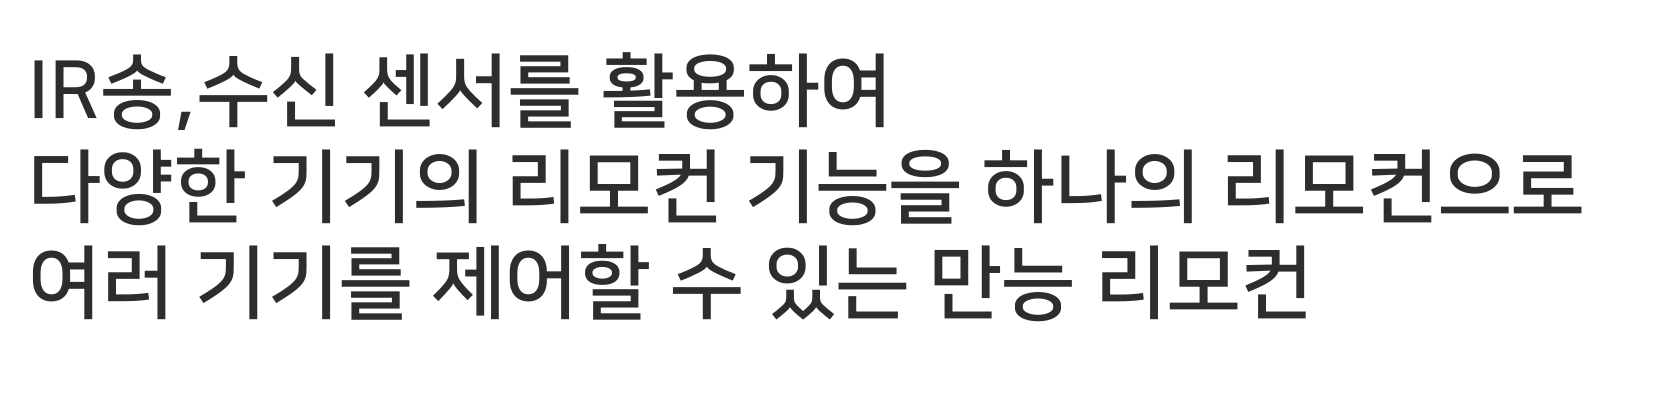 IR송,수신 센서를 활용하여
다양한 기기의 리모컨 기능을 하나의 리모컨으로
여러 기기를 제어할 수 있는 만능 리모컨